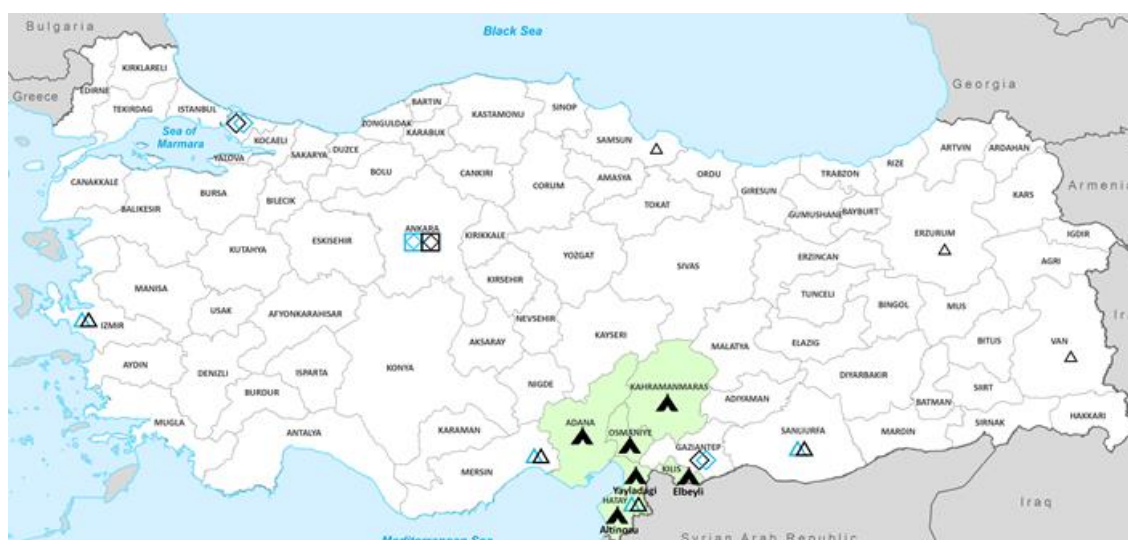 Bulgaria
Black Sea
Georgia
KIRKLARELI
EDIRNE
Greece
TEKIRDAG
ISTANBUL
Sea of
Marmara
KOCAELI
YALOVA
SAKARYA
DUZCE
ZONGULDAK
BARTIN
KARABUK
KASTAMONU
SINOP
SAMSUN
ORDU
GIRESUN
TRABZON
RIZE
ARTVIN
ARDAHAN
KARS
Armenia
CANAKKALE
BALIKESIR
BURSA
BILECIK
BOLU
CANKIRI
CORUM
AMASYA
TOKAT
GUMUSHANE
BAYBURT
ERZURUM
IGDIR
AGRI
KUTAHYA
ESKISEHIR
ANKARA
KIRIKKALE
YOZGAT
SIVAS
ERZINCAN
TUNCELI
BINGOL
MUS
MANISA
USAK
AFYONKARAHISAR
KIRSEHIR
NEVSEHIR
KAYSERI
MALATYA
ELAZIG
BITLIS
VAN
IZMIR
AYDIN
DENIZLI
ISPARTA
BURDUR
KONYA
AKSARAY
NIGDE
KAHRAMANMARAS
ADIYAMAN
DIYARBAKIR
BATMAN
SIIRT
SIRNAK
HAKKARI
MUGLA
ANTALYA
KARAMAN
MERSIN
ADANA
OSMANIYE
GAZIANTEP
SANLIURFA
MARDIN
KILIS
Yayladagi
Elbeyli
HATAY
Altinozu
Iraq
Syrian Arab Republic
Mediterranean Sea